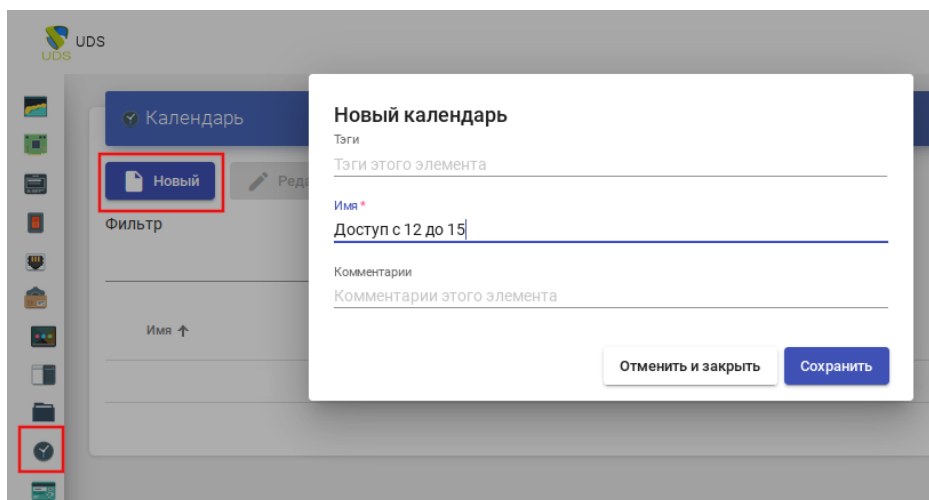 UDS
UDS
Календарь
Новый
Реда
Фильтр
Имя
Новый календарь
Тэги
Тэги этого элемента
Имя *
Доступ с 12 до 15
Комментарии
Комментарии этого элемента
Отменить и закрыть
Сохранить